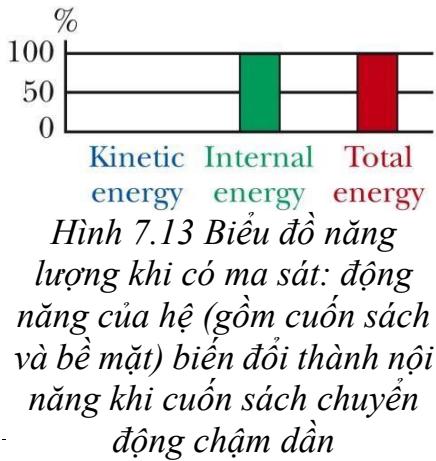 %
100
50
0
Kinetic Internal Total
energy energy energy
Hình 7.13 Biểu đồ năng
lượng khi có ma sát: động
năng của hệ (gồm cuốn sách
và bề mặt) biến đổi thành nội
năng khi cuốn sách chuyển
động chậm dần